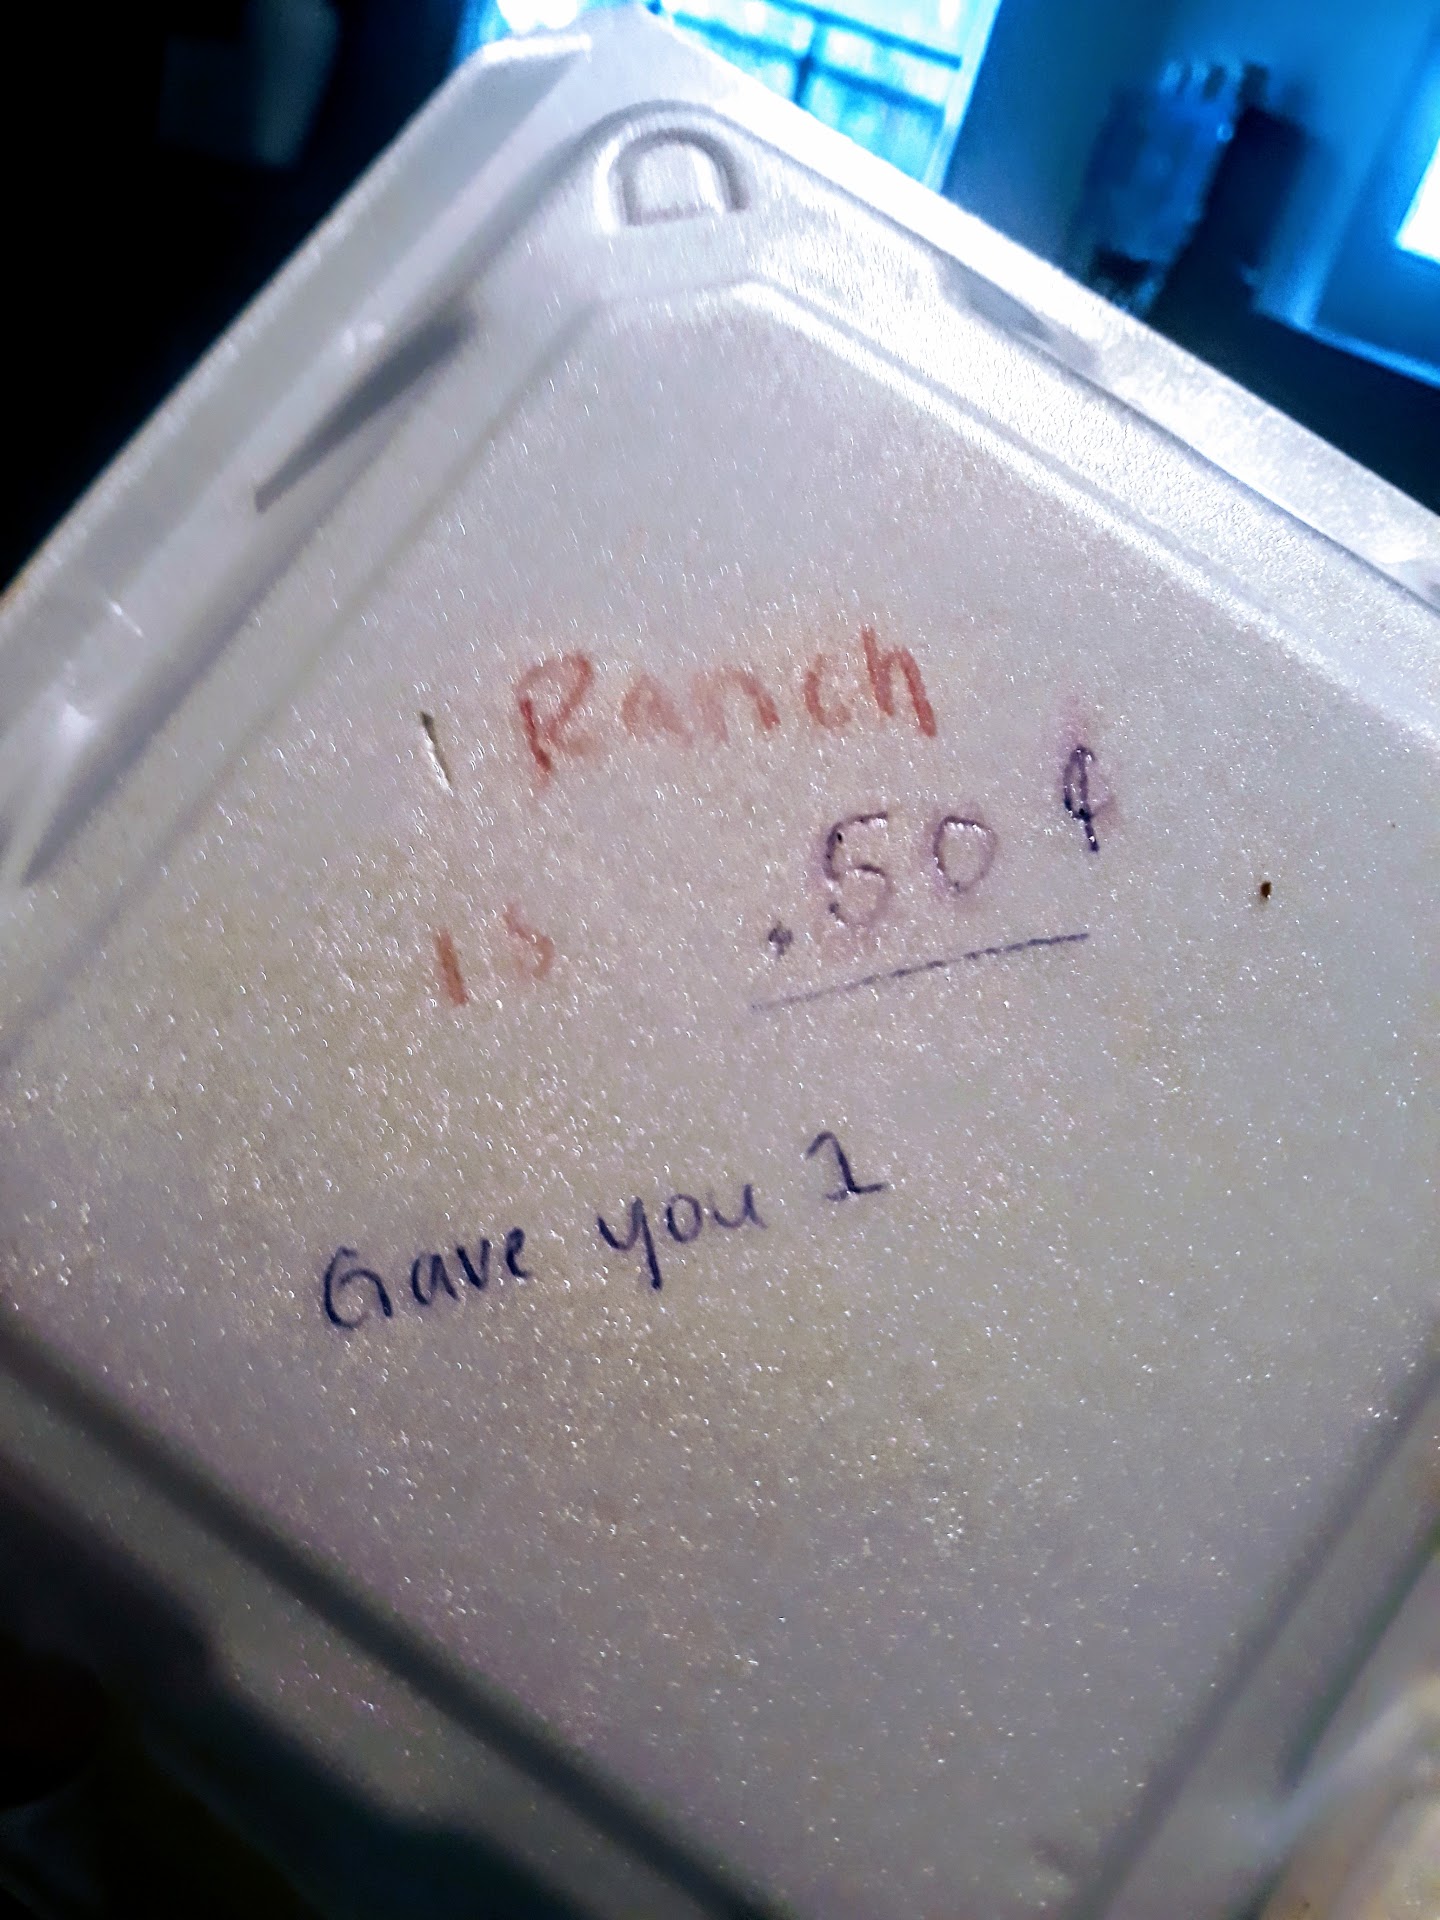 1 Ranch
is .50 ¢
Gave you 1